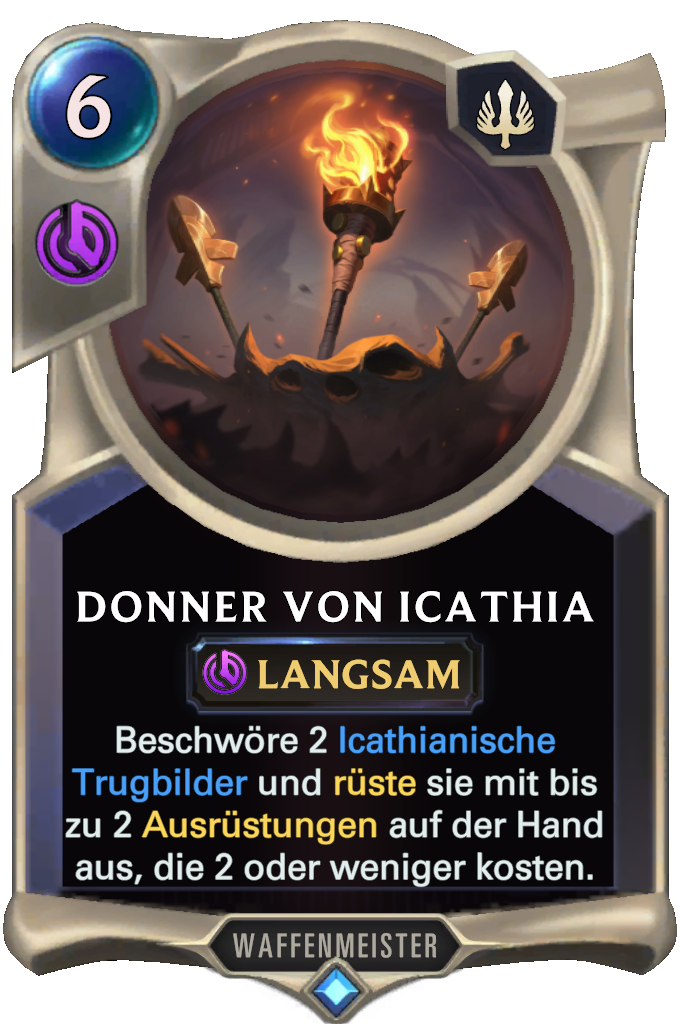 6
DONNER VON ICATHIA
LANGSAM
Beschwöre 2 Icathianische
Trugbilder und rüste sie mit bis
zu 2 Ausrüstungen auf der Hand
aus, die 2 oder weniger kosten.
WAFFENMEISTER